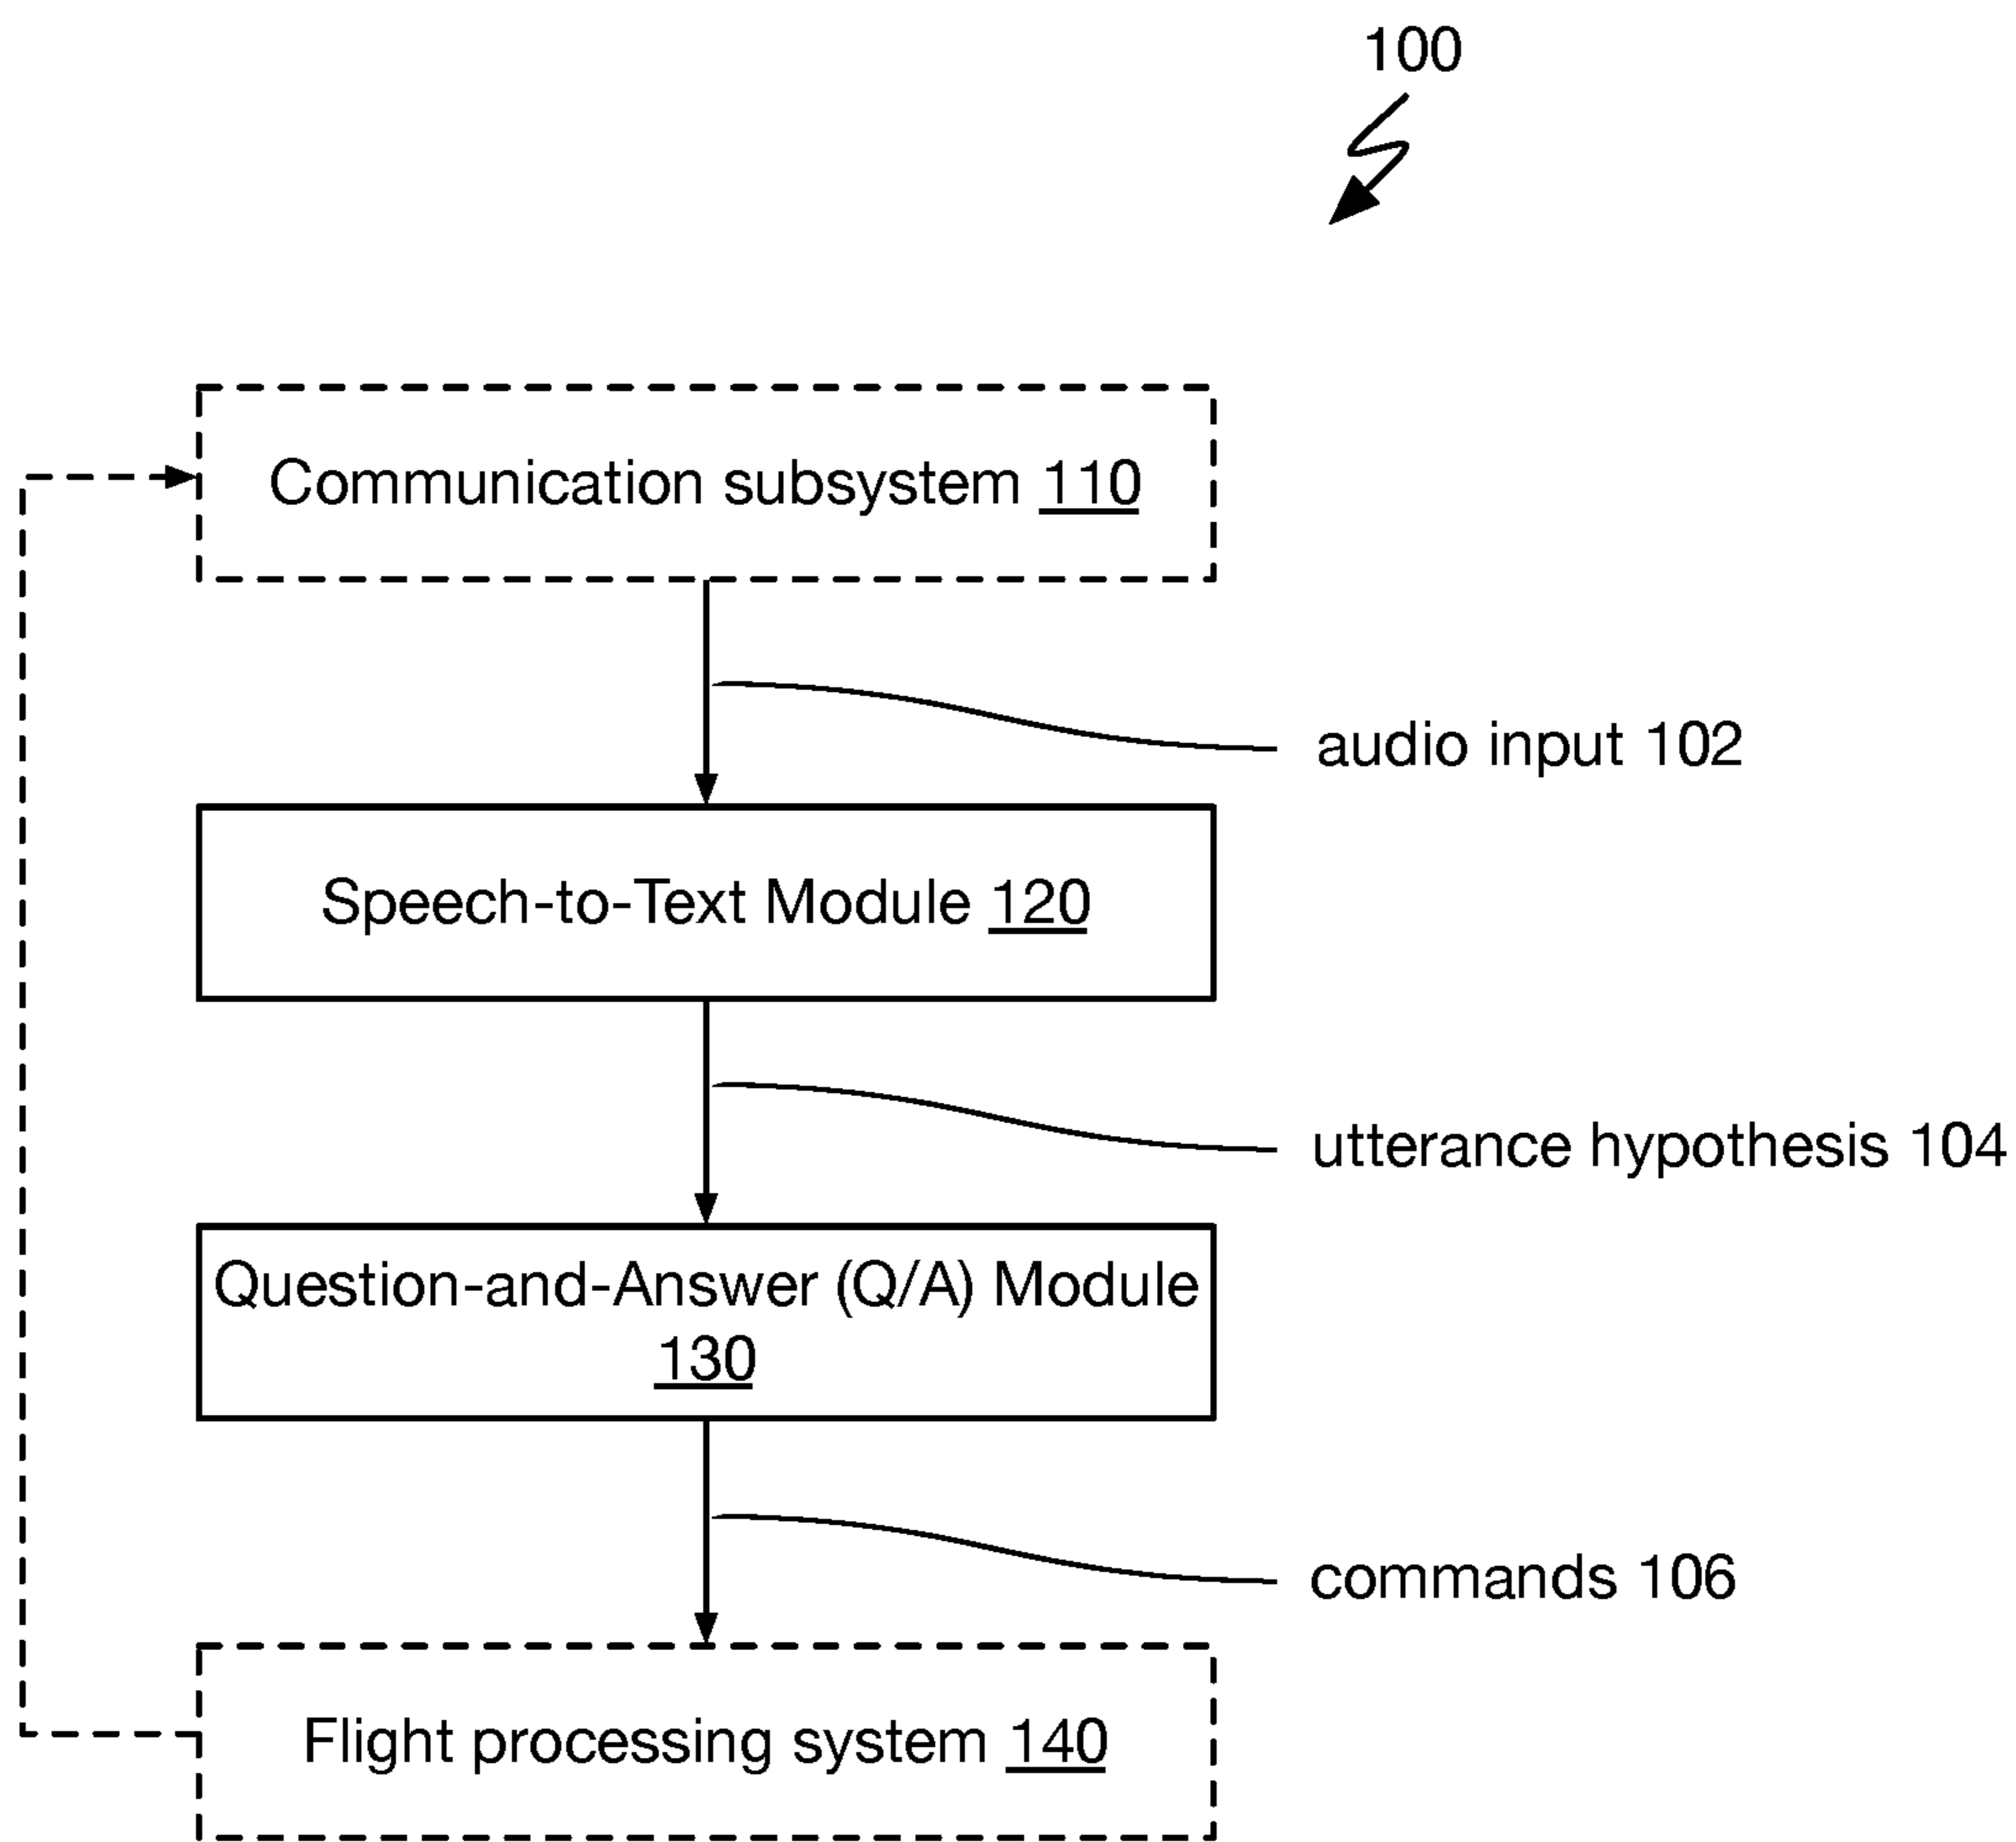 100
Communication subsystem 110
audio input 102
Speech-to-Text Module 120
utterance hypothesis 104
Question-and-Answer (Q/A) Module
130
commands 106
Flight processing system 140